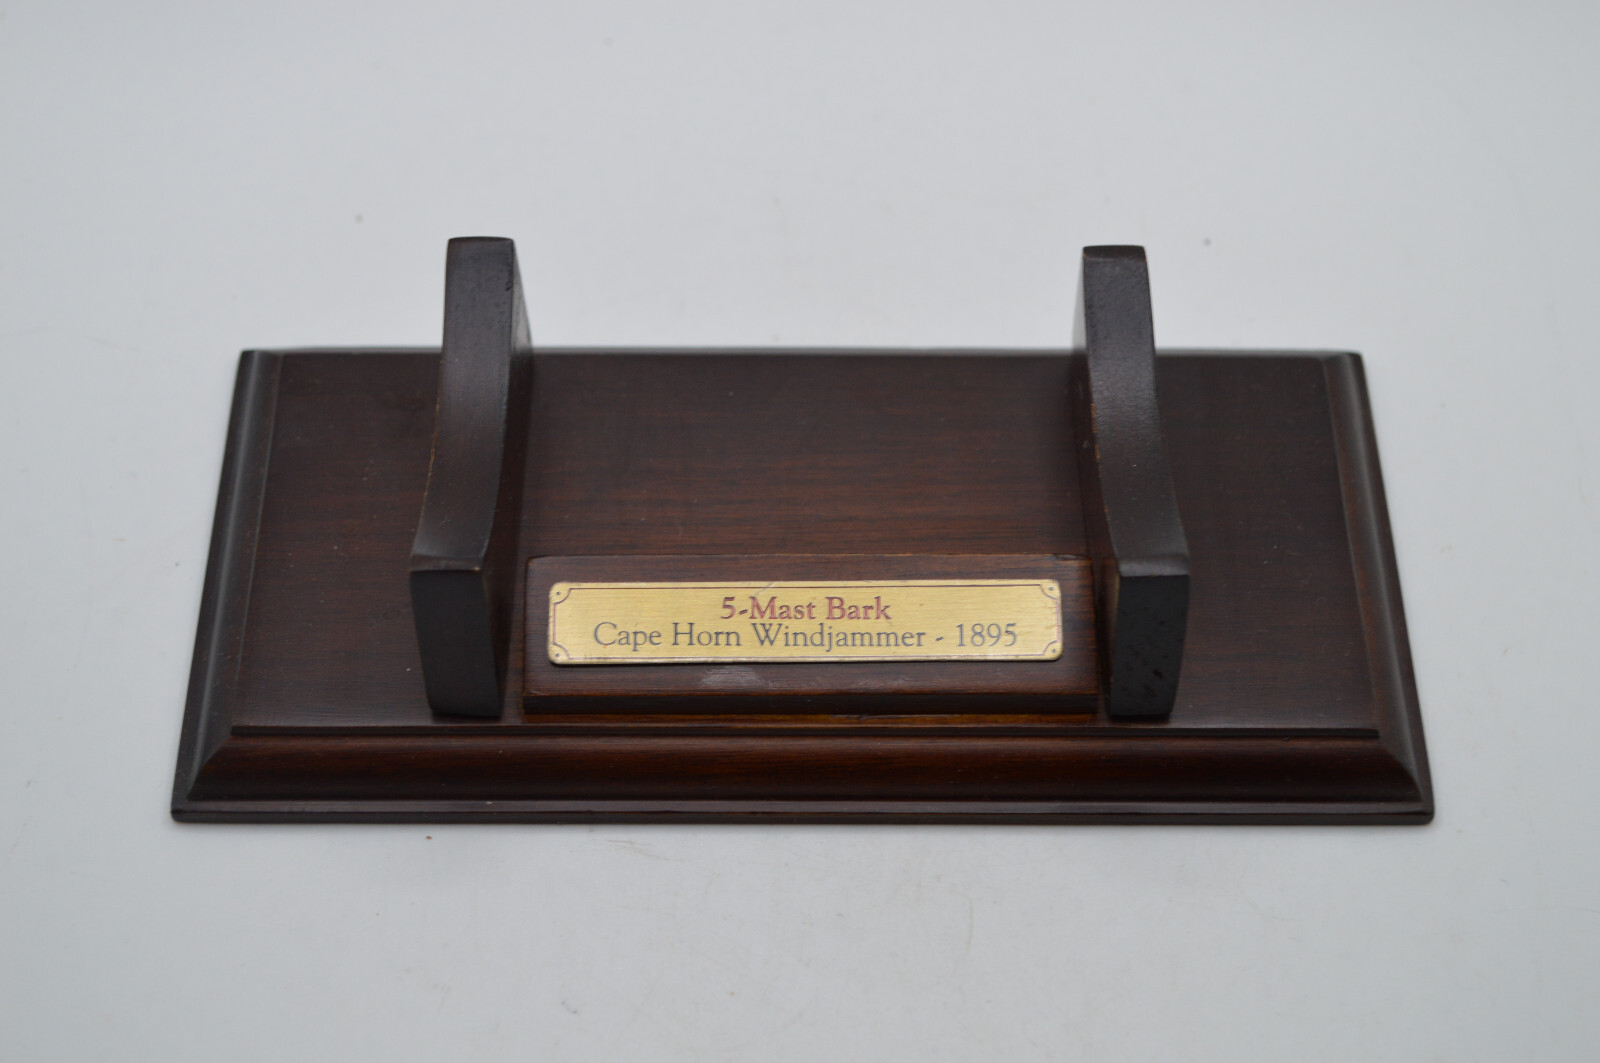 5-Mast Bark
Cape Horn Windjammer - 1895